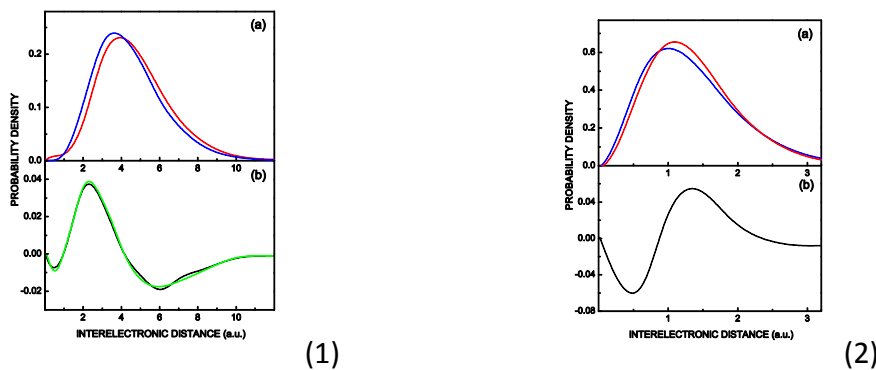 (a)
0.2
0.1
0.0
2 4 6 8 10
(b)
0.04
0.02
0.00
-0.02
2 4 6 8 10
PROBABILITY DENSITY
INTERELECTRONIC DISTANCE (a.u.)
(1)
(a)
0.6
0.4
0.2
0.0
1 2 3
(b)
0.04
0.00
-0.04
-0.08
1 2 3
PROBABILITY DENSITY
INTERELECTRONIC DISTANCE (a.u.)
(2)